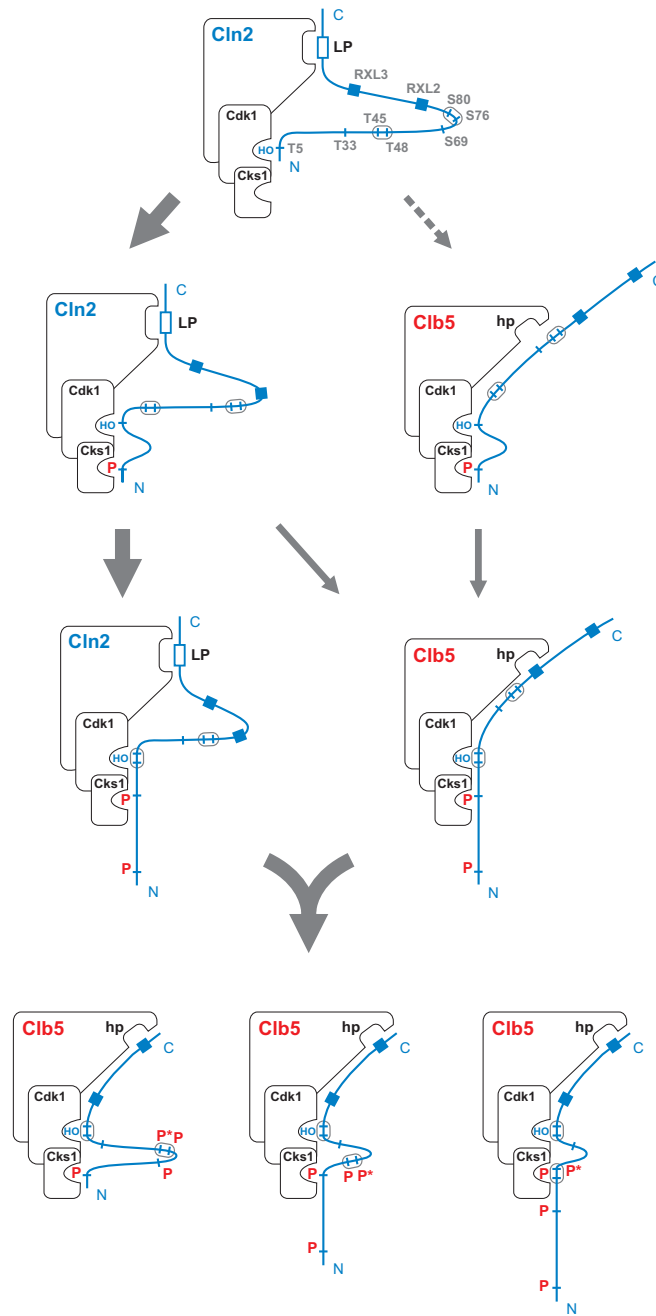 C
Cln2
LP
RXL3
RXL2
S80
S76
Cdk1
T45
HO
T5
T33
T48
S69
N
Cks1
C
Cln2
LP
Cdk1
HO
Cks1
P
N
C
Clb5
hp
Cdk1
HO
Cks1
P
N
C
Cln2
LP
Cdk1
HO
Cks1
P
P
N
C
Clb5
hp
Cdk1
HO
Cks1
P
P
N
Clb5
hp
C
Cdk1
HO
P*P
Cks1
P
P
N
Clb5
hp
C
Cdk1
HO
Cks1
P
P P*
P
N
Clb5
hp
C
Cdk1
HO
Cks1
P
P*
P
P
N